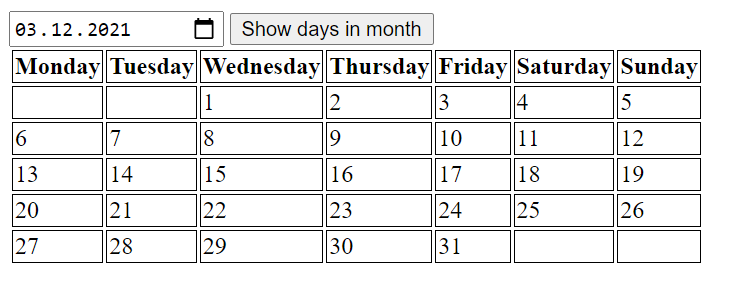 03.12.2021 Show days in month
Monday Tuesday Wednesday Thursday Friday Saturday Sunday
1 2 3 4 5
6 7 8 9 10 11 12
13 14 15 16 17 18 19
20 21 22 23 24 25 26
27 28 29 30 31